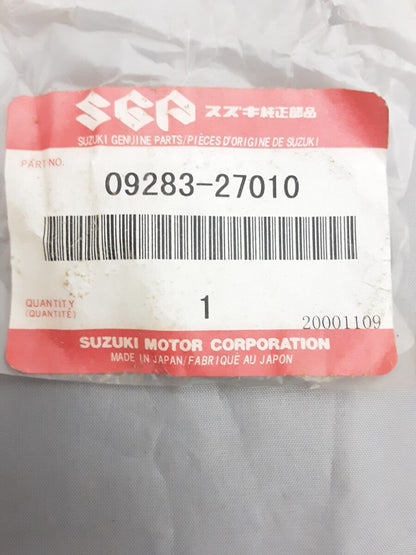 SGP スズキ純正部品
SUZUKI GENUINE PARTS/PIÈCES D'ORIGINE DE SUZUKI
PART NO.
09283-27010
QUANTITY
(QUANTITÉ)
1
20001109
SUZUKI MOTOR CORPORATION
MADE IN JAPAN/FABRIQUÉ AU JAPON